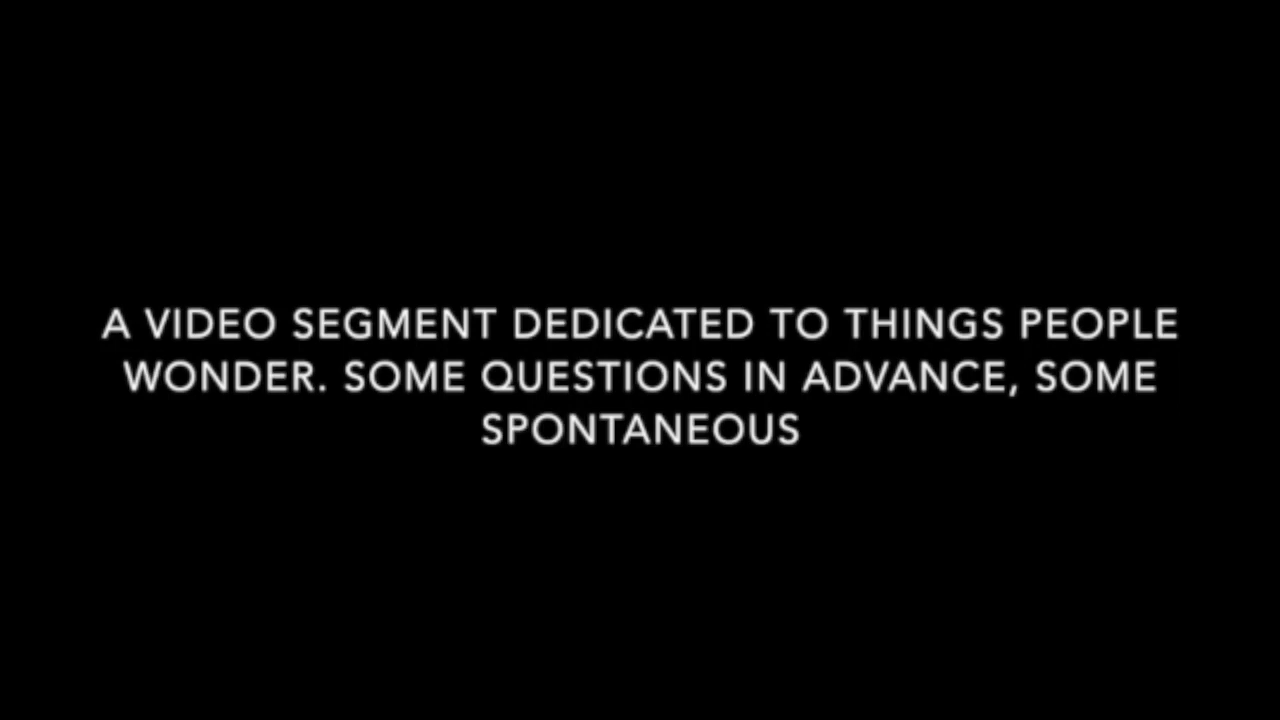 A VIDEO SEGMENT DEDICATED TO THINGS PEOPLE
WONDER. SOME QUESTIONS IN ADVANCE, SOME
SPONTANEOUS